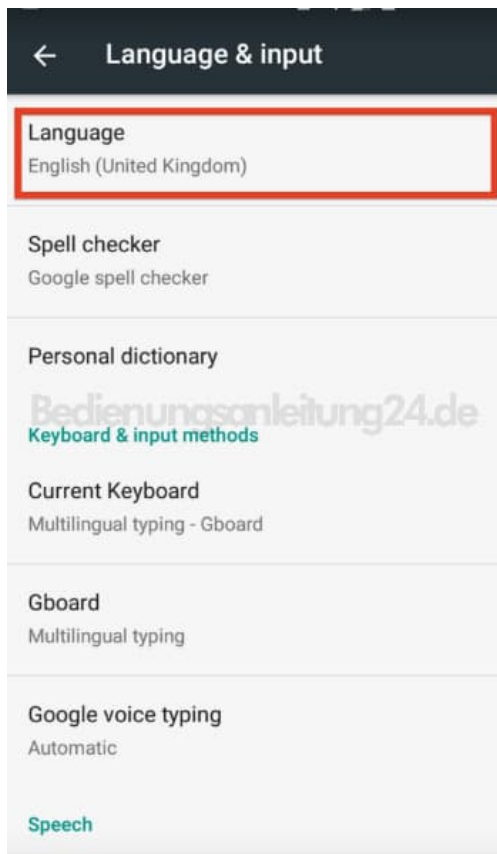 Language & input
Language
English (United Kingdom)
Spell checker
Google spell checker
Personal dictionary
Bedienungsanleitung24.de
Keyboard & input methods
Current Keyboard
Multilingual typing - Gboard
Gboard
Multilingual typing
Google voice typing
Automatic
Speech